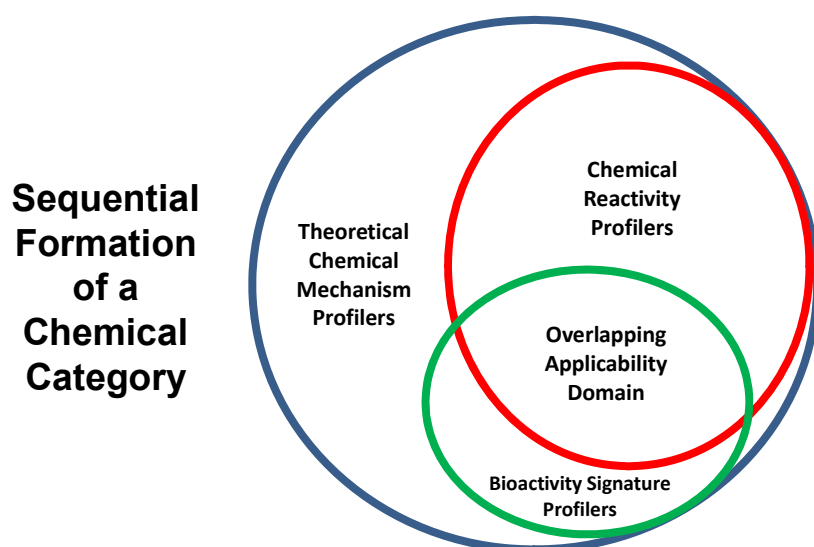 Sequential
Formation
of a
Chemical
Category
Theoretical
Chemical
Mechanism
Profilers
Chemical
Reactivity
Profilers
Overlapping
Applicability
Domain
Bioactivity Signature
Profilers